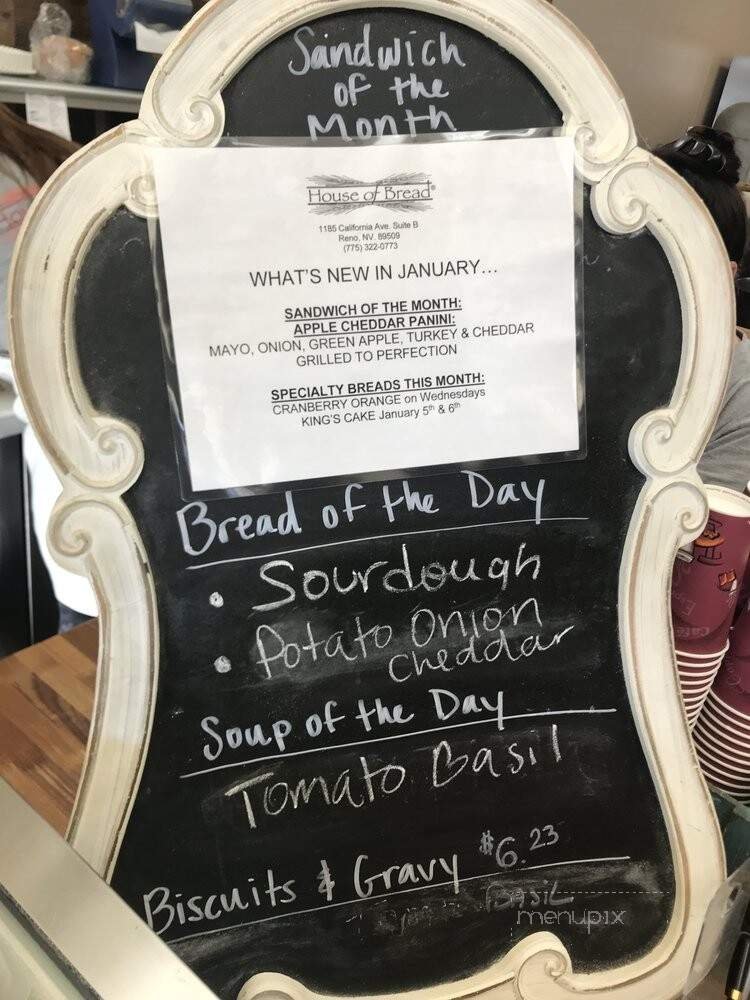 Sandwich
of the
Month
House of Bread®
1185 California Ave. Suite B
Reno, NV 89509
(775) 322-0773
WHAT'S NEW IN JANUARY...
SANDWICH OF THE MONTH:
APPLE CHEDDAR PANINI:
MAYO, ONION, GREEN APPLE, TURKEY & CHEDDAR
GRILLED TO PERFECTION
SPECIALTY BREADS THIS MONTH:
CRANBERRY ORANGE on Wednesdays
KING'S CAKE January 5th & 6th
Bread of the Day
• Sourdough
• Potato Onion
Cheddar
Soup of the Day
Tomato Basil
Biscuits & Gravy $6.23
BASIL
menupix